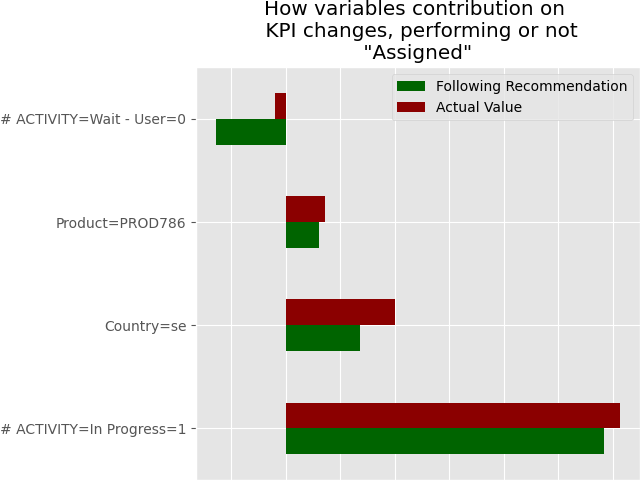 How variables contribution on
KPI changes, performing or not
"Assigned"
Following Recommendation
Actual Value
# ACTIVITY=Wait - User=0
Product=PROD786
Country=se
# ACTIVITY=In Progress=1